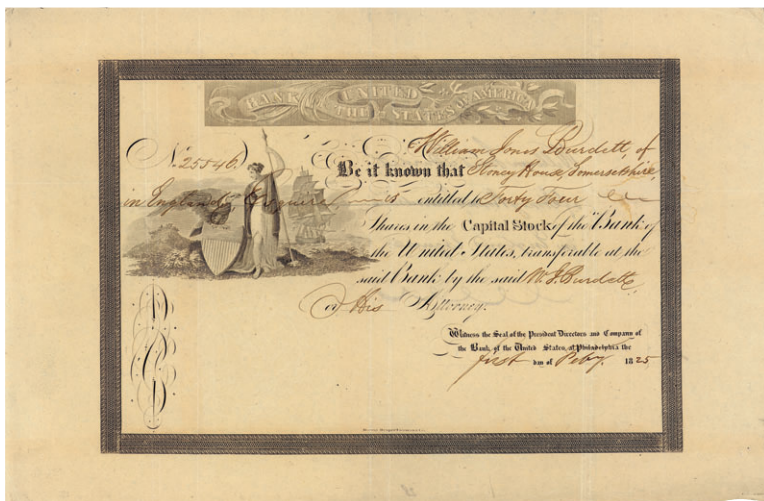 BANK OF THE UNITED STATES OF AMERICA
No. 25546.
William Jones Burdett, of
Be it known that Stoney House, Somersetshire,
in England, Esquire is entitled to Forty Four
Shares in the Capital Stock of the Bank of
the United States, transferable at the
said Bank by the said W. J. Burdett,
or His Attorney.
Witness the Seal of the President Directors and Company of
the Bank of the United States, at Philadelphia the
first day of Feby. 1825